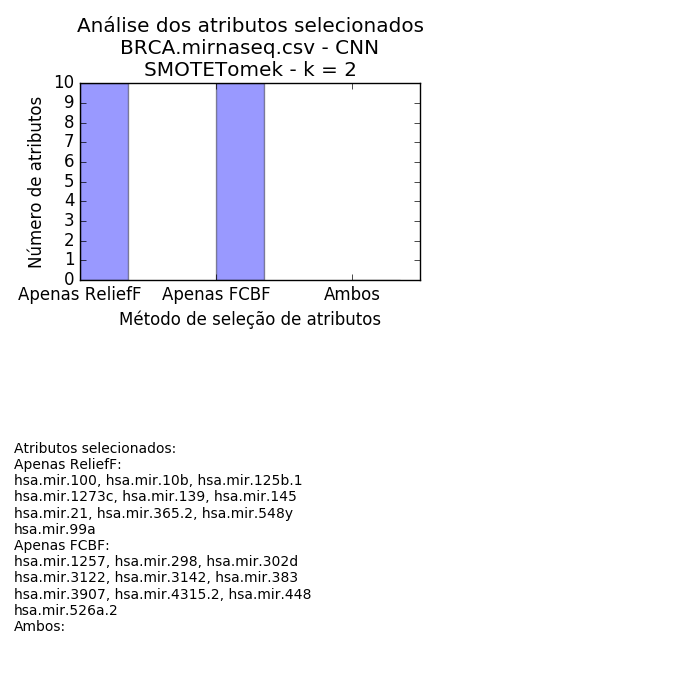 Análise dos atributos selecionados
BRCA.mirnaseq.csv - CNN
SMOTETomek - k = 2
10
9
8
7
6
5
4
3
2
1
0
Número de atributos
Apenas ReliefF
Apenas FCBF
Ambos
Método de seleção de atributos
Atributos selecionados:
Apenas ReliefF:
hsa.mir.100, hsa.mir.10b, hsa.mir.125b.1
hsa.mir.1273c, hsa.mir.139, hsa.mir.145
hsa.mir.21, hsa.mir.365.2, hsa.mir.548y
hsa.mir.99a
Apenas FCBF:
hsa.mir.1257, hsa.mir.298, hsa.mir.302d
hsa.mir.3122, hsa.mir.3142, hsa.mir.383
hsa.mir.3907, hsa.mir.4315.2, hsa.mir.448
hsa.mir.526a.2
Ambos: